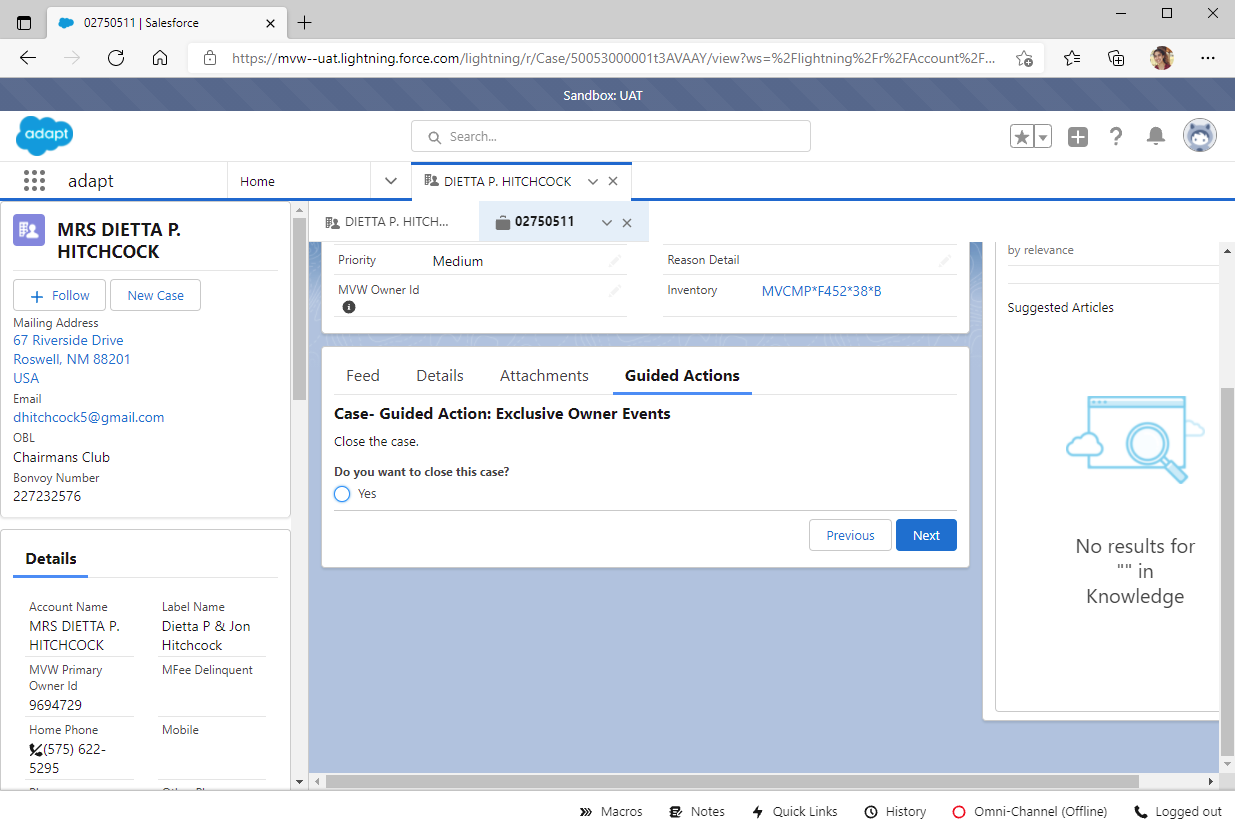 02750511 | Salesforce
https://mvw--uat.lightning.force.com/lightning/r/Case/50053000001t3AVAAY/view?ws=%2Flightning%2Fr%2FAccount%2F...
Sandbox: UAT
adapt
Search...
adapt
Home
DIETTA P. HITCHCOCK
MRS DIETTA P.
HITCHCOCK
Follow
New Case
Mailing Address
67 Riverside Drive
Roswell, NM 88201
USA
Email
dhitchcock5@gmail.com
OBL
Chairmans Club
Bonvoy Number
227232576
Details
Account Name
MRS DIETTA P.
HITCHCOCK
Label Name
Dietta P & Jon
Hitchcock
MVW Primary
Owner Id
9694729
MFee Delinquent
Home Phone
(575) 622-
5295
Mobile
DIETTA P. HITCH...
02750511
Priority
Medium
Reason Detail
MVW Owner Id
Inventory
MVCMP*F452*38*B
Feed
Details
Attachments
Guided Actions
Case- Guided Action: Exclusive Owner Events
Close the case.
Do you want to close this case?
Yes
Previous
Next
by relevance
Suggested Articles
No results for
"" in
Knowledge
Macros
Notes
Quick Links
History
Omni-Channel (Offline)
Logged out